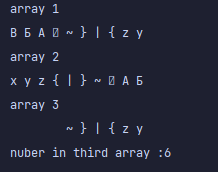 array 1
В Б А ~ } | { z y
array 2
x y z { | } ~ А Б
array 3
~ } | { z y
nuber in third array :6